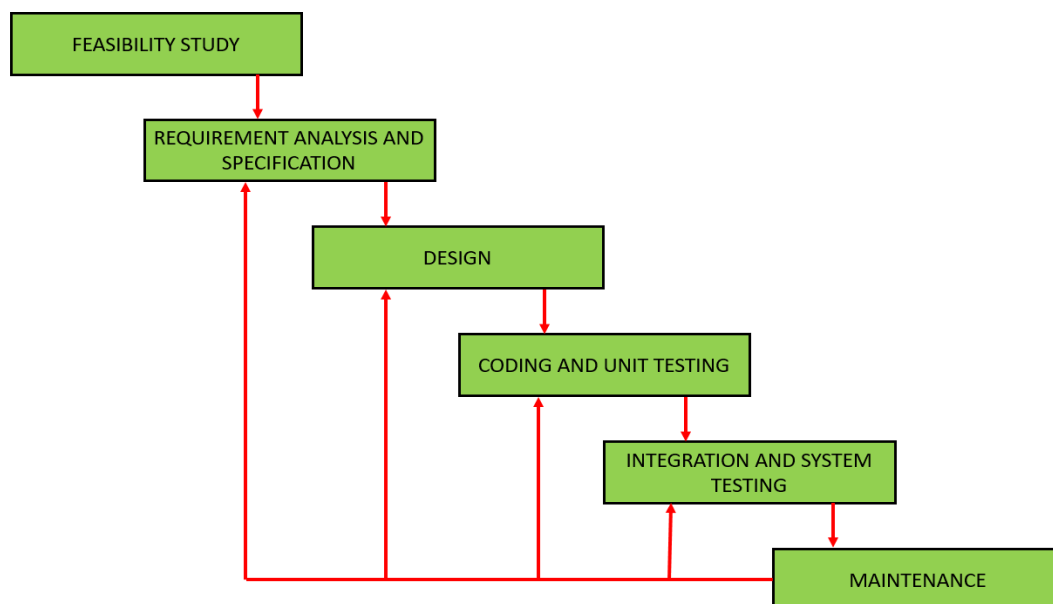 FEASIBILITY STUDY
REQUIREMENT ANALYSIS AND
SPECIFICATION
DESIGN
CODING AND UNIT TESTING
INTEGRATION AND SYSTEM
TESTING
MAINTENANCE